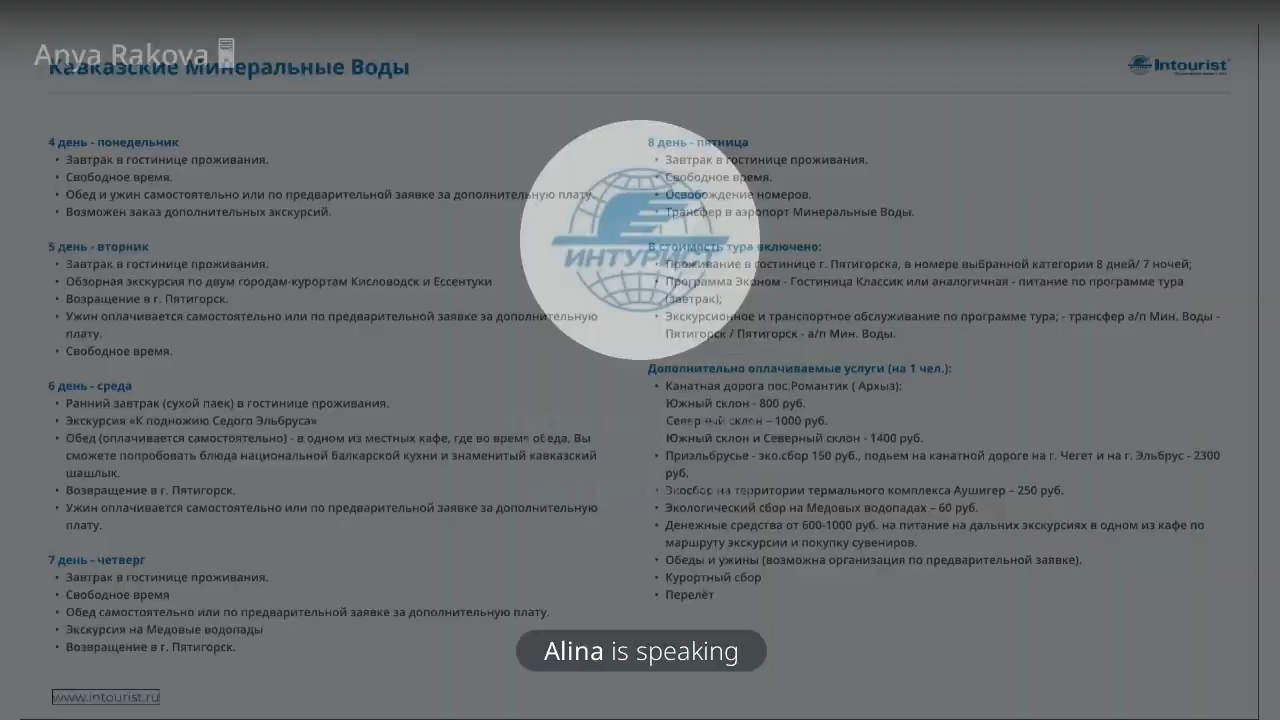 Anya Rakova
Кавказские Минеральные Воды
Intourist
4 день - понедельник
• Завтрак в гостинице проживания.
• Свободное время.
• Обед и ужин самостоятельно или по предварительной заявке за дополнительную плату.
• Возможен заказ дополнительных экскурсий.
5 день - вторник
• Завтрак в гостинице проживания.
• Обзорная экскурсия по двум городам-курортам Кисловодск и Ессентуки
• Возращение в г. Пятигорск.
• Ужин оплачивается самостоятельно или по предварительной заявке за дополнительную
плату.
• Свободное время.
6 день - среда
• Ранний завтрак (сухой паек) в гостинице проживания.
• Экскурсия «К подножию Седого Эльбруса»
• Обед (оплачивается самостоятельно) - в одном из местных кафе, где во время обеда, Вы
сможете попробовать блюда национальной балкарской кухни и знаменитый кавказский
шашлык.
• Возвращение в г. Пятигорск.
• Ужин оплачивается самостоятельно или по предварительной заявке за дополнительную
плату.
7 день - четверг
• Завтрак в гостинице проживания.
• Свободное время
• Обед самостоятельно или по предварительной заявке за дополнительную плату.
• Экскурсия на Медовые водопады
• Возвращение в г. Пятигорск.
8 день - пятница
• Завтрак в гостинице проживания.
• Свободное время.
• Освобождение номеров.
• Трансфер в аэропорт Минеральные Воды.
В стоимость тура включено:
• Проживание в гостинице г. Пятигорска, в номере выбранной категории 8 дней/ 7 ночей;
• Программа Эконом - Гостиница Классик или аналогичная - питание по программе тура
(завтрак);
• Экскурсионное и транспортное обслуживание по программе тура; - трансфер а/п Мин. Воды -
Пятигорск / Пятигорск - а/п Мин. Воды.
Дополнительно оплачиваемые услуги (на 1 чел.):
• Канатная дорога пос.Романтик ( Архыз):
Южный склон - 800 руб.
Северный склон – 1000 руб.
Южный склон и Северный склон - 1400 руб.
• Приэльбрусье - эко.сбор 150 руб., подьем на канатной дороге на г. Чегет и на г. Эльбрус - 2300
руб.
• Экосбор на территории термального комплекса Аушигер – 250 руб.
• Экологический сбор на Медовых водопадах – 60 руб.
• Денежные средства от 600-1000 руб. на питание на дальних экскурсиях в одном из кафе по
маршруту экскурсии и покупку сувениров.
• Обеды и ужины (возможна организация по предварительной заявке).
• Курортный сбор
• Перелёт
ИНТУРИСТ
Alina is speaking
www.intourist.ru